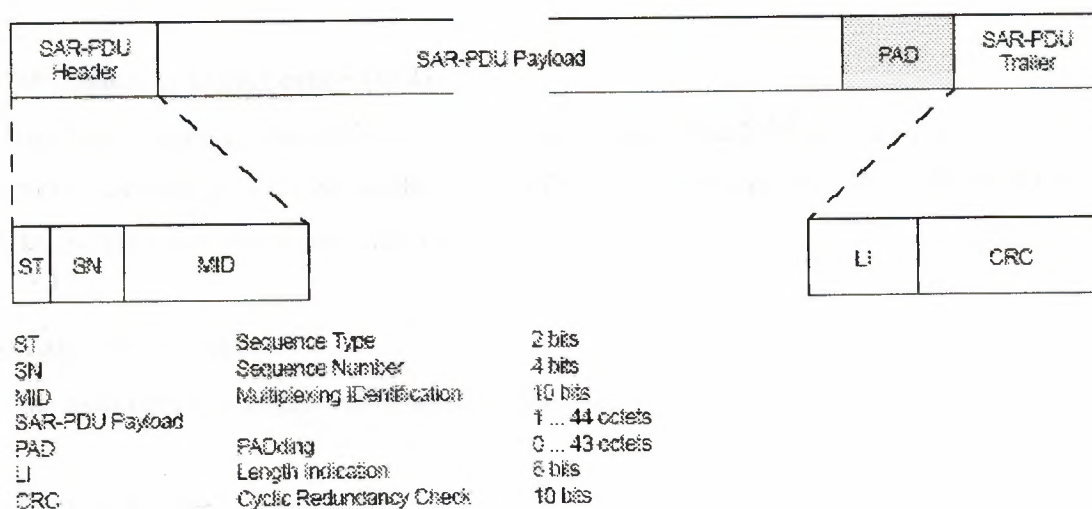 SAR-PDU Header
SAR-PDU Payload
PAD
SAR-PDU Trailer
ST SN MID
LI CRC
ST Sequence Type 2 bits
SN Sequence Number 4 bits
MID Multiplexing IDentification 10 bits
SAR-PDU Payload 1 ... 44 octets
PAD PADding 0 ... 43 octets
LI Length Indication 6 bits
CRC Cyclic Redundancy Check 10 bits